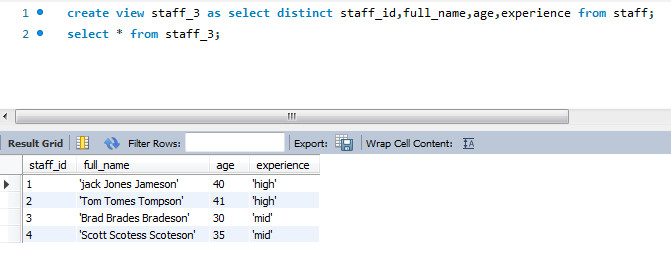 1 create view staff_3 as select distinct staff_id,full_name,age,experience from staff;
2 select * from staff_3;
Result Grid Filter Rows: Export: Wrap Cell Content: IA
staff_id full_name age experience
1 'jack Jones Jameson' 40 'high'
2 'Tom Tomes Tompson' 41 'high'
3 'Brad Brades Bradeson' 30 'mid'
4 'Scott Scotess Scoteson' 35 'mid'